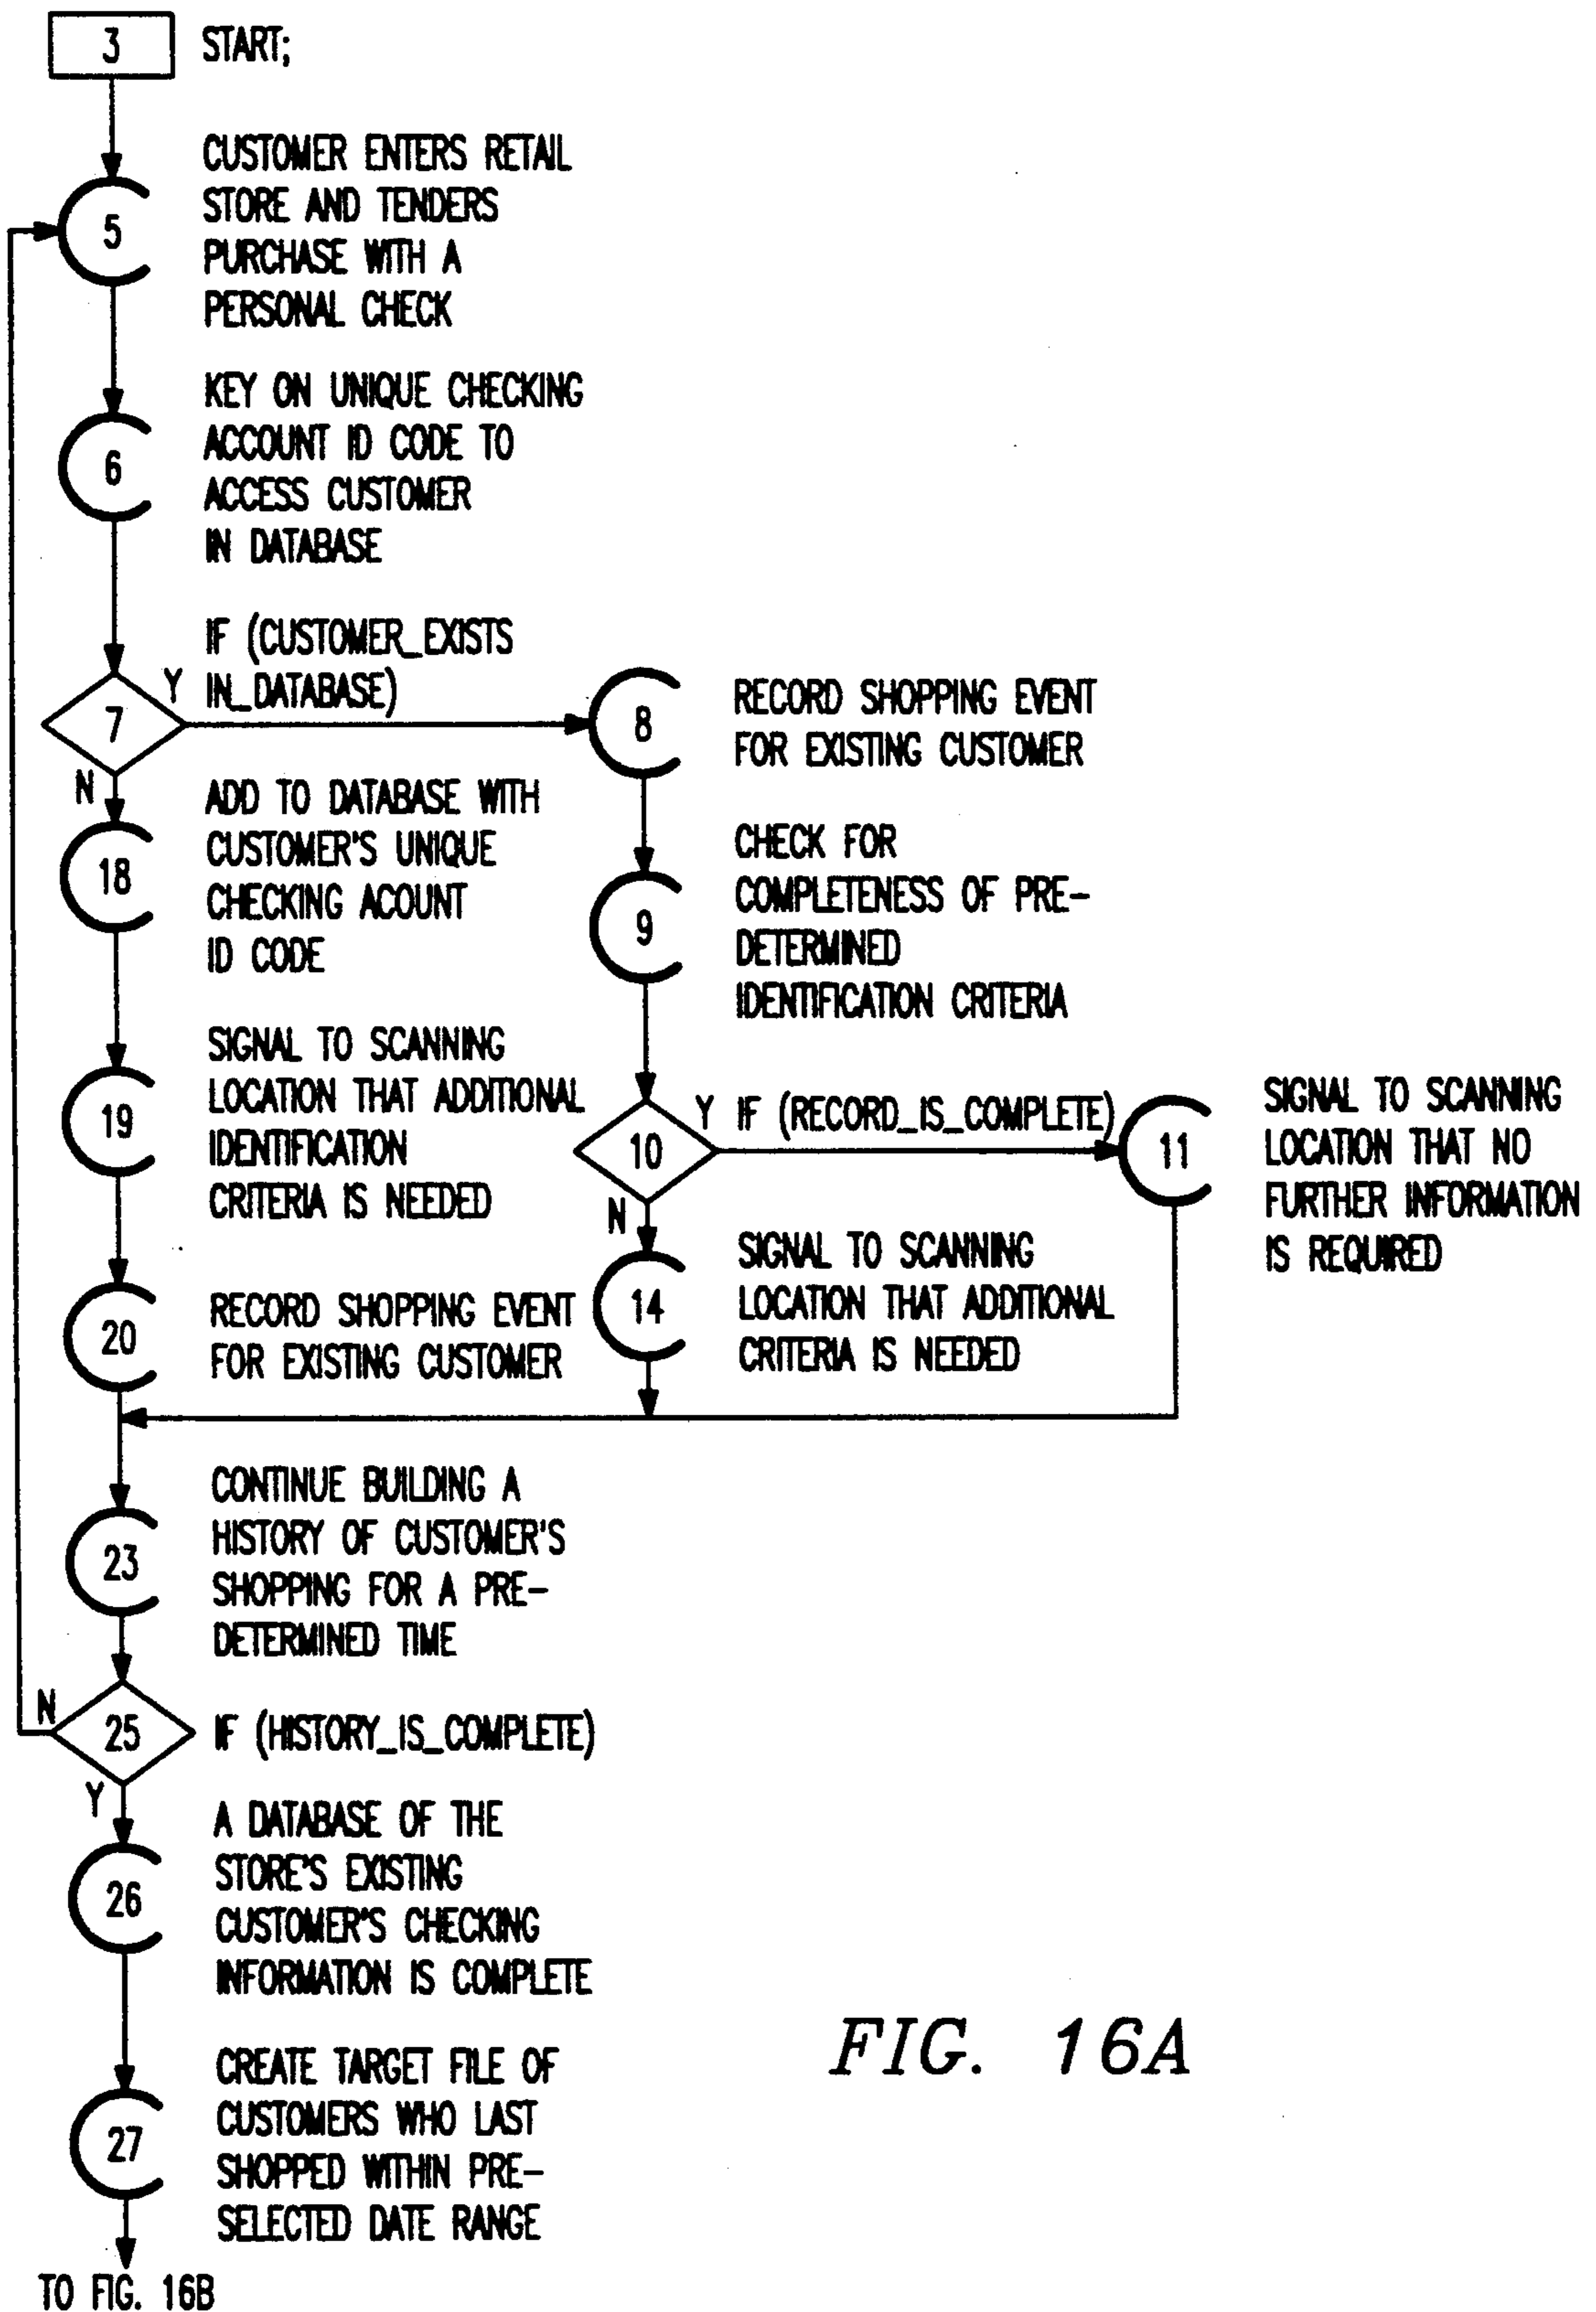 3 START;
CUSTOMER ENTERS RETAIL
STORE AND TENDERS
5
PURCHASE WITH A
PERSONAL CHECK
KEY ON UNIQUE CHECKING
ACCOUNT ID CODE TO
6
ACCESS CUSTOMER
IN DATABASE
IF (CUSTOMER_EXISTS
Y IN_DATABASE)
7
N
8
RECORD SHOPPING EVENT
FOR EXISTING CUSTOMER
ADD TO DATABASE WITH
CUSTOMER'S UNIQUE
18
CHECKING ACOUNT
ID CODE
CHECK FOR
COMPLETENESS OF PRE-
9
DETERMINED
IDENTIFICATION CRITERIA
SIGNAL TO SCANNING
LOCATION THAT ADDITIONAL
19
IDENTIFICATION
CRITERIA IS NEEDED
Y IF (RECORD_IS_COMPLETE)
10
N
11
SIGNAL TO SCANNING
LOCATION THAT NO
FURTHER INFORMATION
IS REQUIRED
14
SIGNAL TO SCANNING
LOCATION THAT ADDITIONAL
CRITERIA IS NEEDED
20
RECORD SHOPPING EVENT
FOR EXISTING CUSTOMER
CONTINUE BUILDING A
HISTORY OF CUSTOMER'S
23
SHOPPING FOR A PRE-
DETERMINED TIME
N
25 IF (HISTORY_IS_COMPLETE)
Y
A DATABASE OF THE
STORE'S EXISTING
26
CUSTOMER'S CHECKING
INFORMATION IS COMPLETE
CREATE TARGET FILE OF
CUSTOMERS WHO LAST
27
SHOPPED WITHIN PRE-
SELECTED DATE RANGE
TO FIG. 16B
FIG. 16A